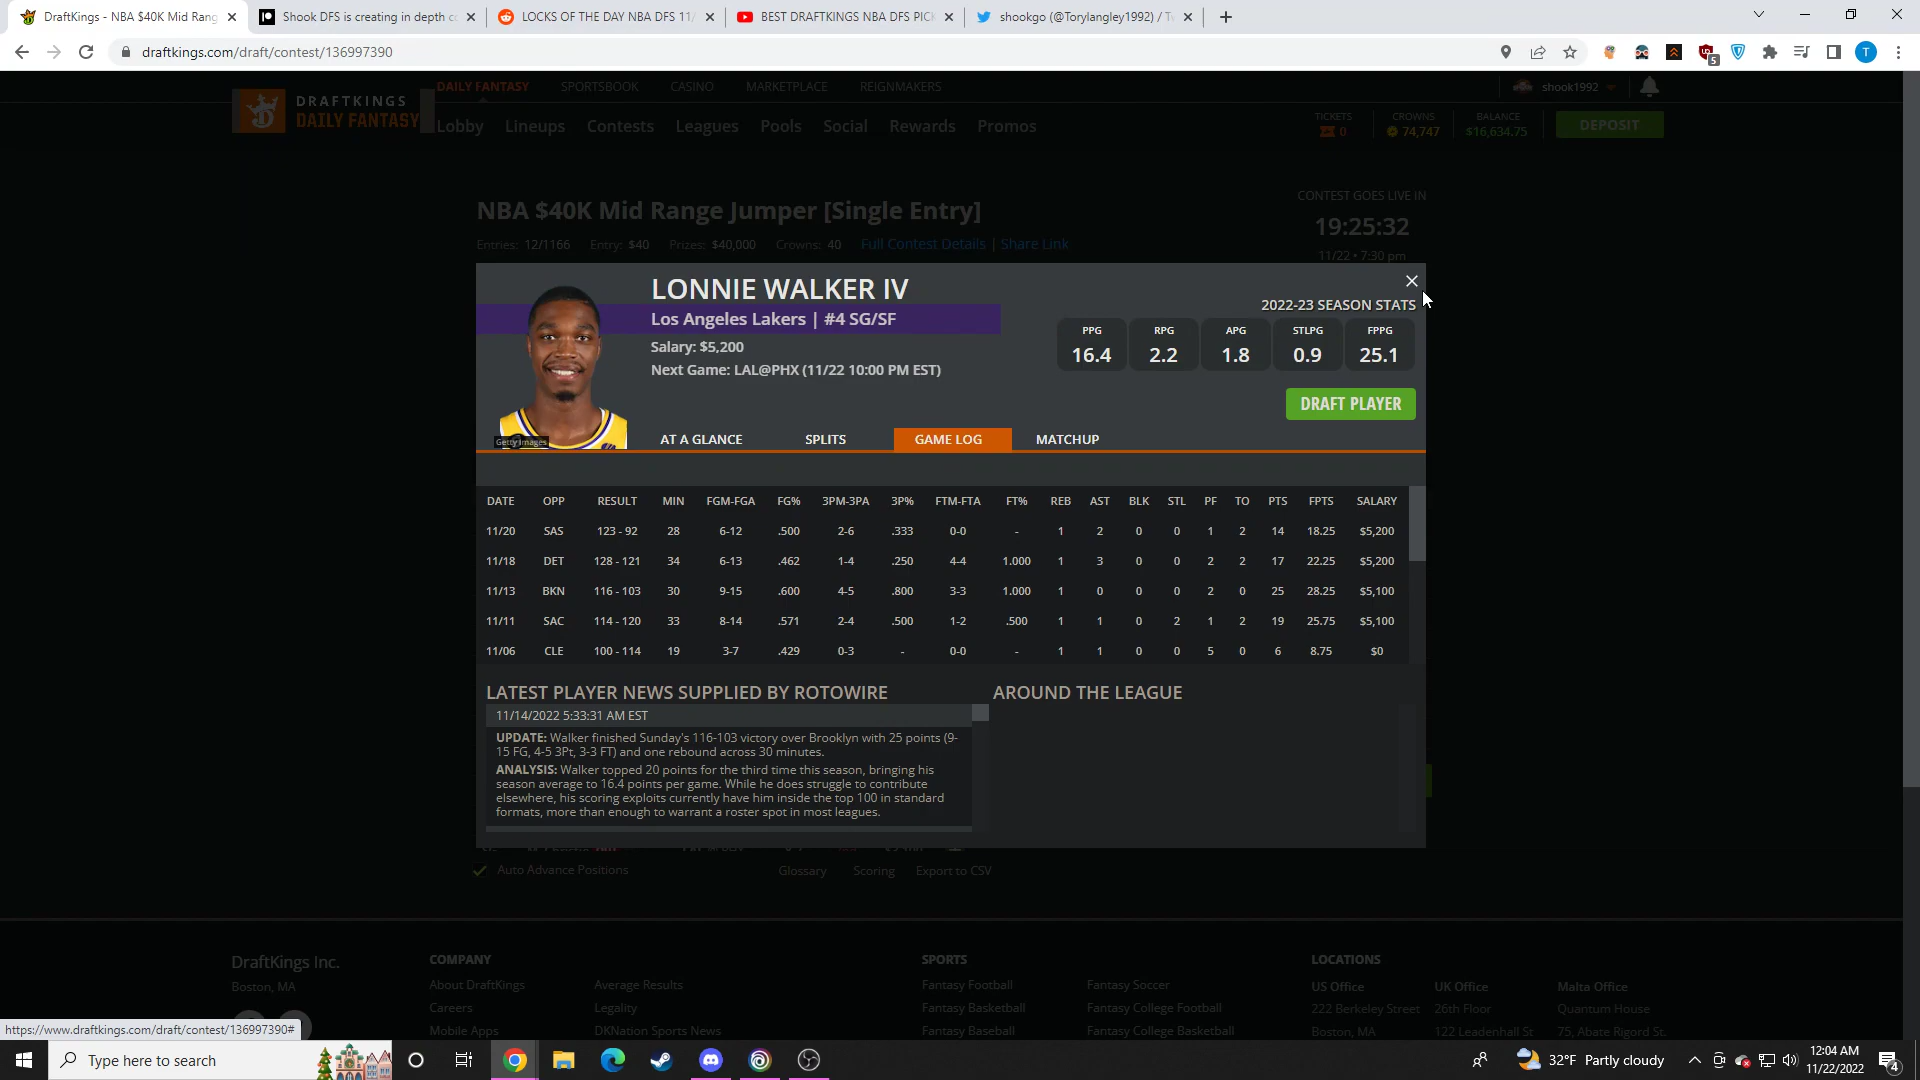 DraftKings - NBA $40K Mid Rang
Shook DFS is creating in depth co
LOCKS OF THE DAY NBA DFS 11/
BEST DRAFTKINGS NBA DFS PICK
shookgo (@Torylangley1992) / Tw
draftkings.com/draft/contest/136997390
5
T
DRAFTKINGS
DAILY FANTASY
DAILY FANTASY
SPORTSBOOK
CASINO
MARKETPLACE
REIGNMAKERS
shook1992
Lobby
Lineups
Contests
Leagues
Pools
Social
Rewards
Promos
TICKETS
0
CROWNS
74,747
BALANCE
$16,634.75
DEPOSIT
NBA $40K Mid Range Jumper [Single Entry]
Entries: 12/1166 Entry: $40 Prizes: $40,000 Crowns: 40 Full Contest Details | Share Link
CONTEST GOES LIVE IN
19:25:32
11/22 • 7:30 pm
LONNIE WALKER IV
Los Angeles Lakers | #4 SG/SF
Salary: $5,200
Next Game: LAL@PHX (11/22 10:00 PM EST)
Getty Images
2022-23 SEASON STATS
PPG RPG APG STLPG FPPG
16.4 2.2 1.8 0.9 25.1
DRAFT PLAYER
AT A GLANCE SPLITS GAME LOG MATCHUP
DATE OPP RESULT MIN FGM-FGA FG% 3PM-3PA 3P% FTM-FTA FT% REB AST BLK STL PF TO PTS FPTS SALARY
11/20 SAS 123 - 92 28 6-12 .500 2-6 .333 0-0 - 1 2 0 0 1 2 14 18.25 $5,200
11/18 DET 128 - 121 34 6-13 .462 1-4 .250 4-4 1.000 1 3 0 0 2 2 17 22.25 $5,200
11/13 BKN 116 - 103 30 9-15 .600 4-5 .800 3-3 1.000 1 0 0 0 2 0 25 28.25 $5,100
11/11 SAC 114 - 120 33 8-14 .571 2-4 .500 1-2 .500 1 1 0 2 1 2 19 25.75 $5,100
11/06 CLE 100 - 114 19 3-7 .429 0-3 - 0-0 - 1 1 0 0 5 0 6 8.75 $0
LATEST PLAYER NEWS SUPPLIED BY ROTOWIRE
AROUND THE LEAGUE
11/14/2022 5:33:31 AM EST
UPDATE: Walker finished Sunday's 116-103 victory over Brooklyn with 25 points (9-
15 FG, 4-5 3Pt, 3-3 FT) and one rebound across 30 minutes.
ANALYSIS: Walker topped 20 points for the third time this season, bringing his
season average to 16.4 points per game. While he does struggle to contribute
elsewhere, his scoring exploits currently have him inside the top 100 in standard
formats, more than enough to warrant a roster spot in most leagues.
Auto Advance Positions
Glossary
Scoring
Export to CSV
DraftKings Inc.
Boston, MA
COMPANY
About DraftKings
Careers
Mobile Apps
Average Results
Legality
DKNation Sports News
SPORTS
Fantasy Football
Fantasy Basketball
Fantasy Baseball
Fantasy Soccer
Fantasy College Football
Fantasy College Basketball
LOCATIONS
US Office
222 Berkeley Street
Boston, MA
UK Office
26th Floor
122 Leadenhall St
Malta Office
Quantum House
75, Abate Rigord St.
https://www.draftkings.com/draft/contest/136997390#
Type here to search
32°F Partly cloudy
12:04 AM
11/22/2022
4